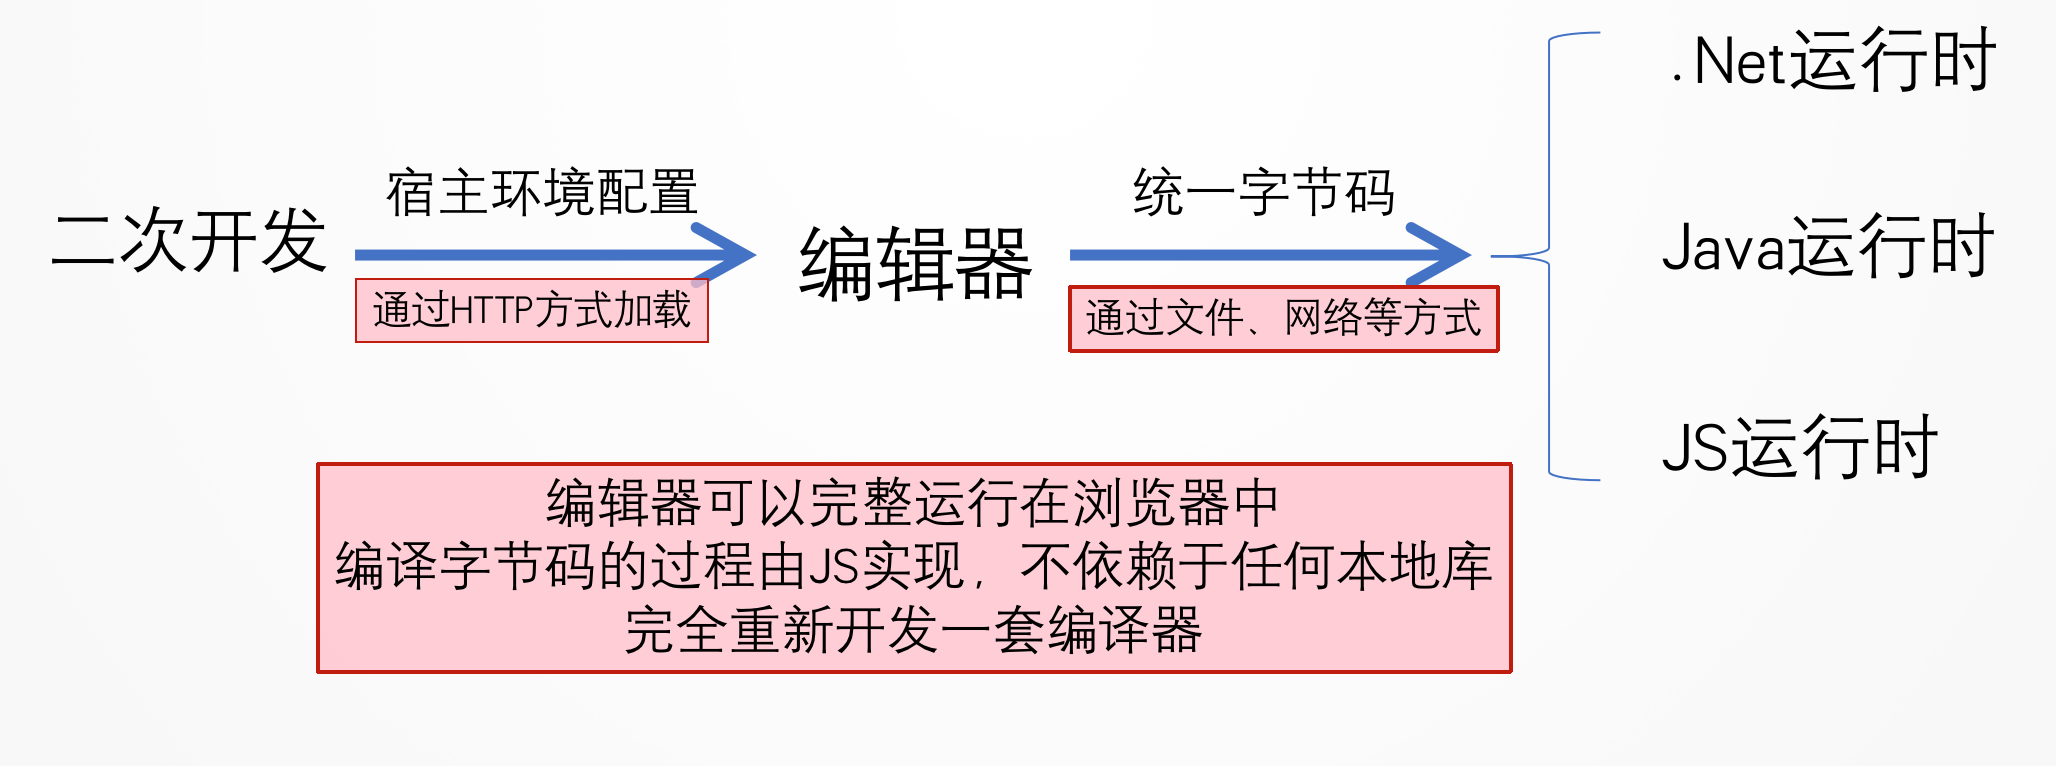 二次开发
宿主环境配置
通过HTTP方式加载
编辑器
统一字节码
通过文件、网络等方式
.Net运行时
Java运行时
JS运行时
编辑器可以完整运行在浏览器中
编译字节码的过程由JS实现，不依赖于任何本地库
完全重新开发一套编译器